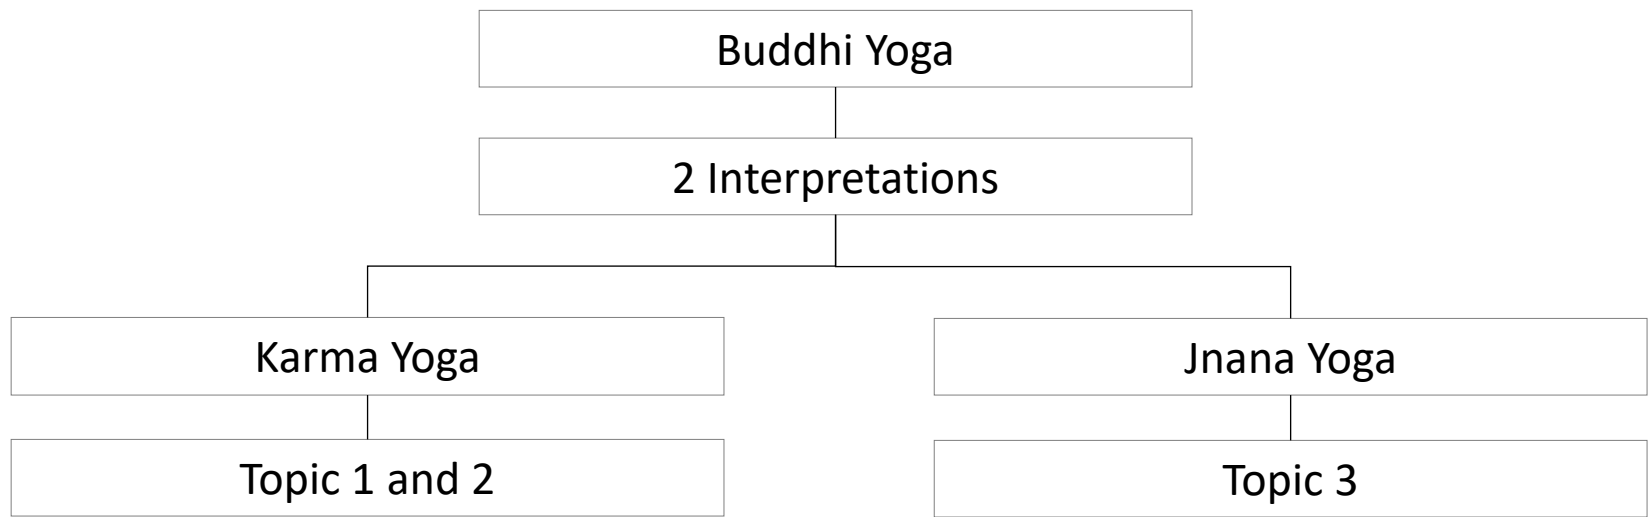 Buddhi Yoga
2 Interpretations
Karma Yoga
Jnana Yoga
Topic 1 and 2
Topic 3